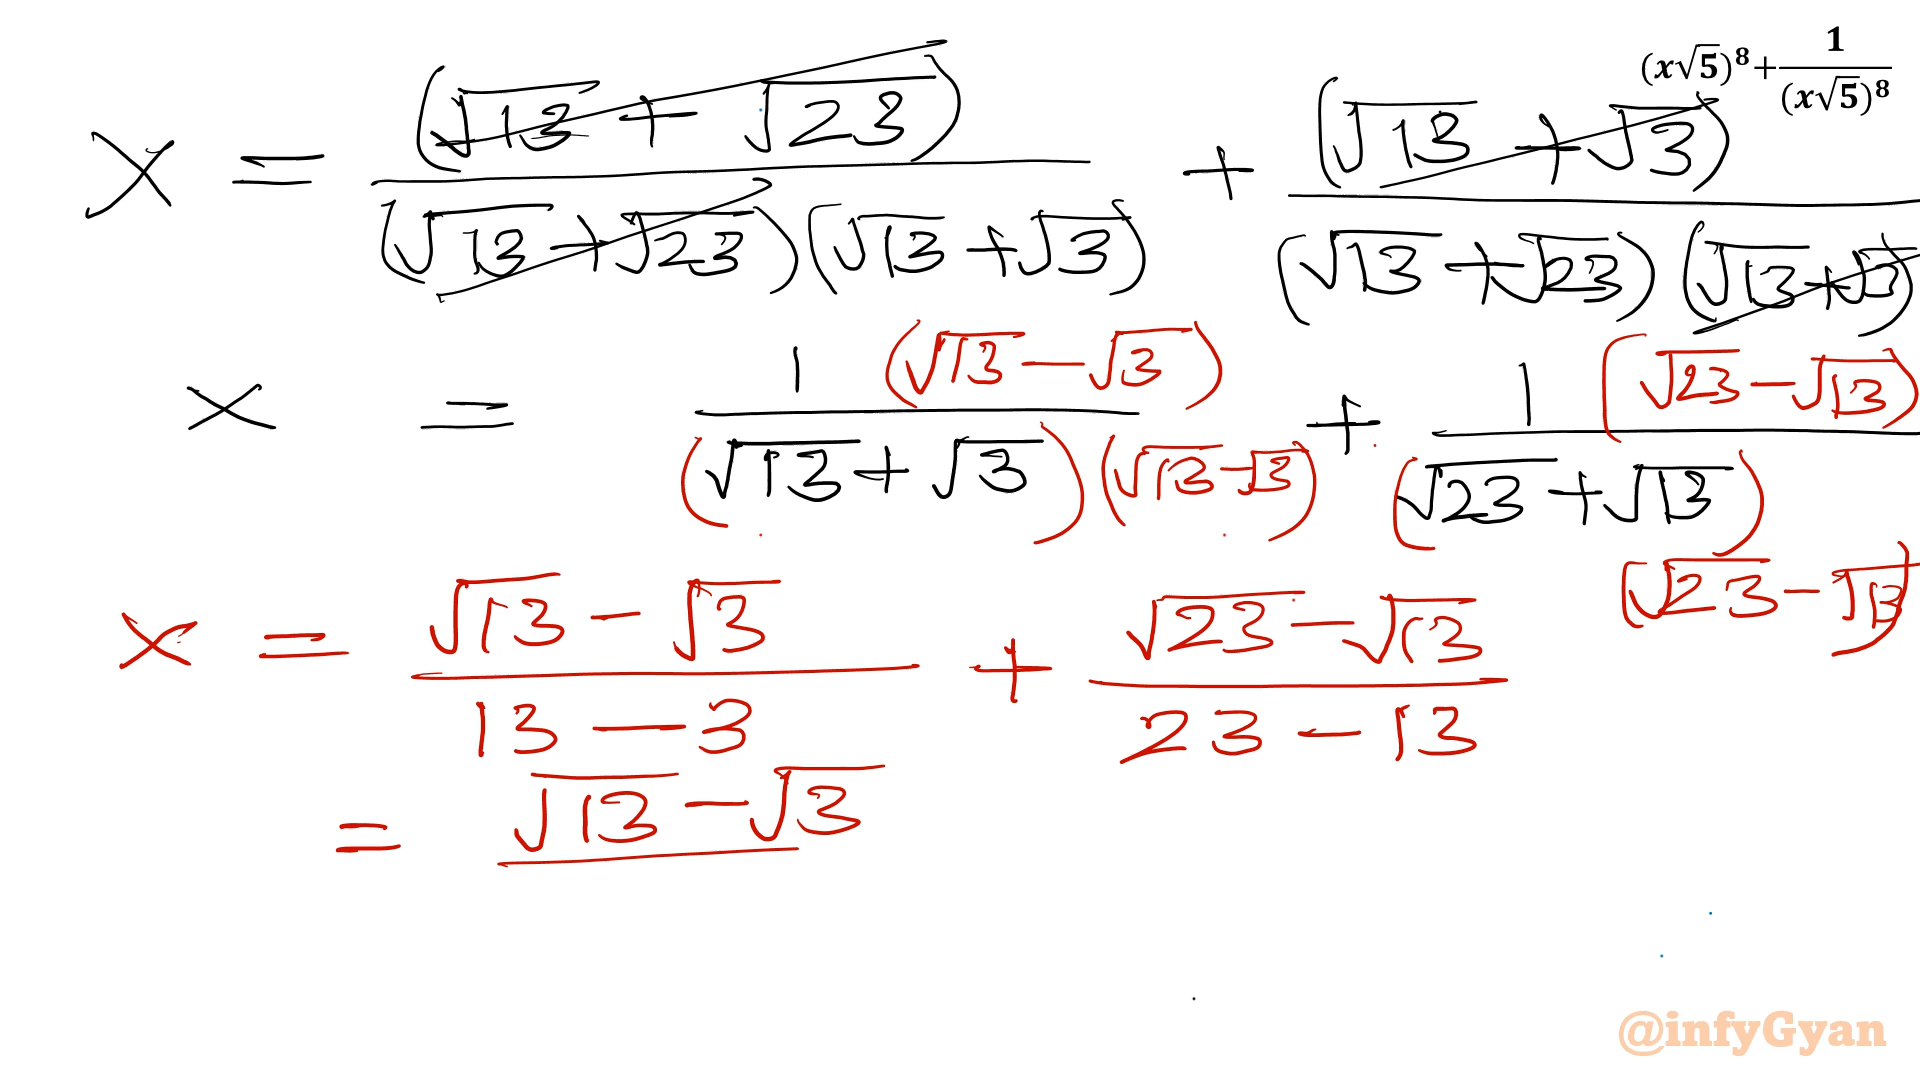 (x√5)⁸ + 1/(x√5)⁸
x = (√13 + √23)/((√13 + √23)(√13 + √3)) + (√13 + √3)/((√13 + √23)(√13 + √3))
x = 1(√13 − √3)/((√13 + √3)(√13 − √3)) + 1(√23 − √13)/((√23 + √13)(√23 − √13))
x = (√13 − √3)/(13 − 3) + (√23 − √13)/(23 − 13)
= √13 − √3
@infyGyan